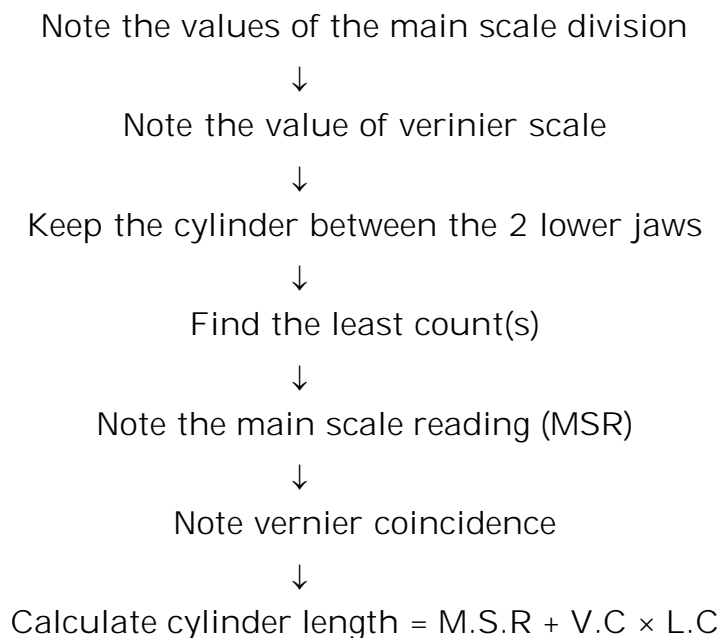 Note the values of the main scale division
↓
Note the value of verinier scale
↓
Keep the cylinder between the 2 lower jaws
↓
Find the least count(s)
↓
Note the main scale reading (MSR)
↓
Note vernier coincidence
↓
Calculate cylinder length = M.S.R + V.C × L.C